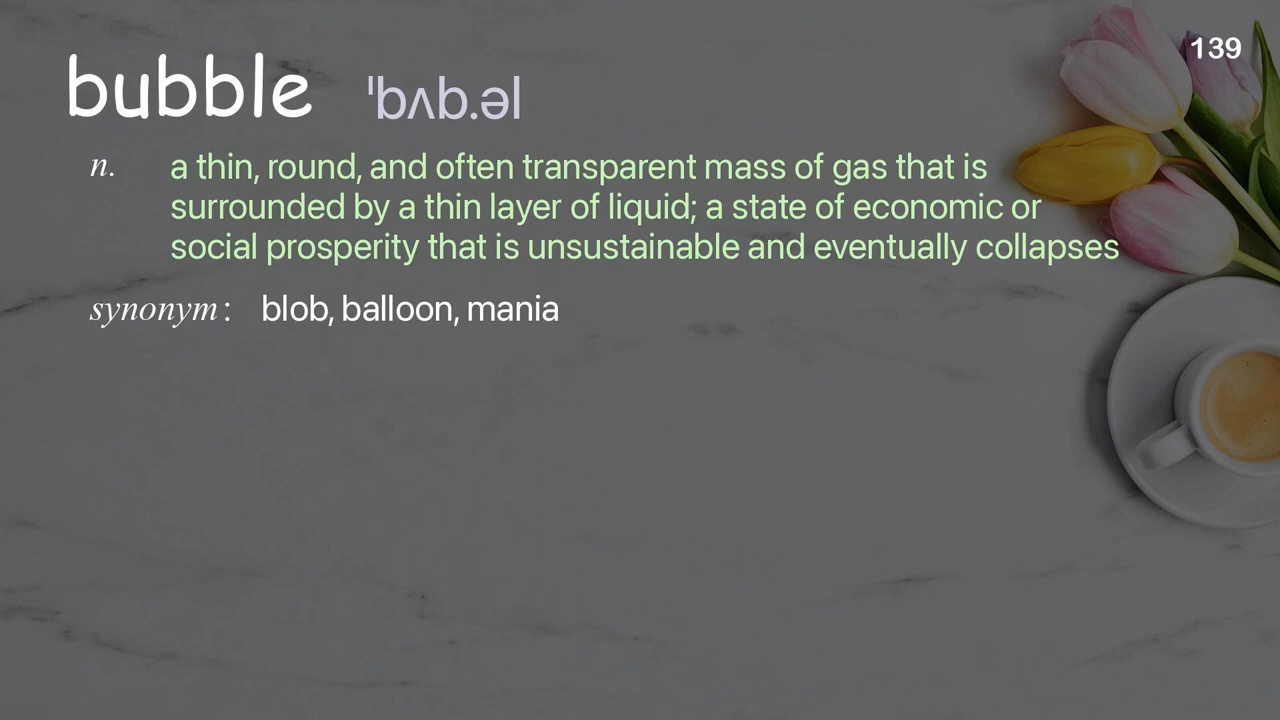 139
bubble ˈbʌb.əl
n. a thin, round, and often transparent mass of gas that is
surrounded by a thin layer of liquid; a state of economic or
social prosperity that is unsustainable and eventually collapses
synonym: blob, balloon, mania